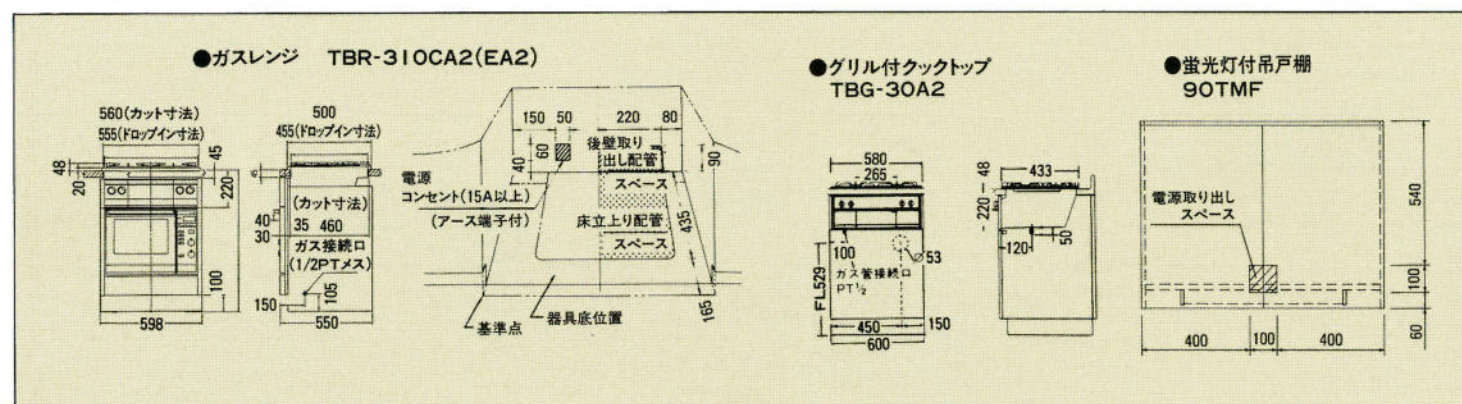 ●ガスレンジ TBR-310CA2(EA2)
560(カット寸法)
555(ドロップイン寸法)
48
20
45
220
100
598
500
455(ドロップイン寸法)
(カット寸法)
35 460
40
30
ガス接続口
(1/2PTメス)
150
105
550
150 50 220 80
60
40
90
後壁取り
出し配管
スペース
電源
コンセント(15A以上)
(アース端子付)
床立上り配管
スペース
435
165
基準点
器具底位置
●グリル付クックトップ
TBG-30A2
580
265
100
ガス管接続口
PT½
53
FL529
450 150
600
48
220
433
120
50
●蛍光灯付吊戸棚
90TMF
電源取り出し
スペース
540
100
60
400 100 400